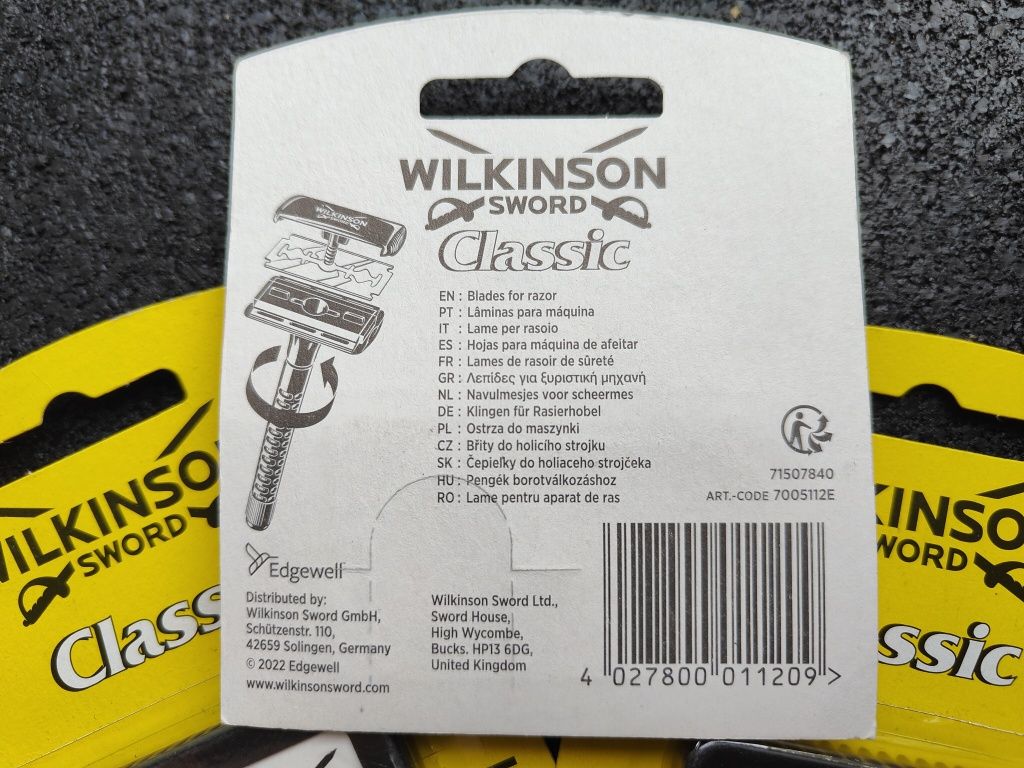 WILKINSON
SWORD
Classic
WILKINSON
SWORD
EN : Blades for razor
PT : Lâminas para máquina
IT : Lame per rasoio
ES : Hojas para máquina de afeitar
FR : Lames de rasoir de sûreté
GR : Λεπίδες για ξυριστική μηχανή
NL : Navulmesjes voor scheermes
DE : Klingen für Rasierhobel
PL : Ostrza do maszynki
CZ : Břity do holicího strojku
SK : Čepieľky do holiaceho strojčeka
HU : Pengék borotválkozáshoz
RO : Lame pentru aparat de ras
71507840
ART.-CODE 7005112E
Edgewell
Distributed by:
Wilkinson Sword GmbH,
Schützenstr. 110,
42659 Solingen, Germany
© 2022 Edgewell
www.wilkinsonsword.com
Wilkinson Sword Ltd.,
Sword House,
High Wycombe,
Bucks. HP13 6DG,
United Kingdom
4 027800 011209 >
WILKINSO
SWORD
Class
KINSO
WORD
ssic